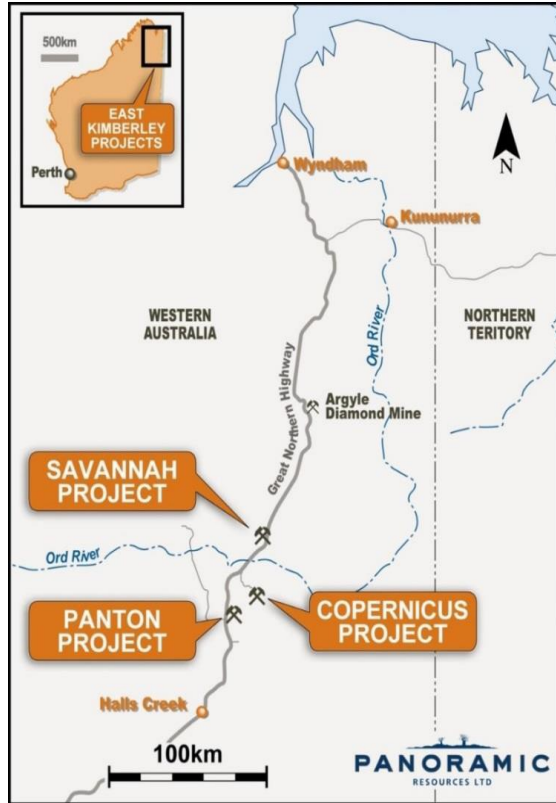 500km
EAST
KIMBERLEY
PROJECTS
Perth
N
Wyndham
Kununurra
WESTERN
AUSTRALIA
NORTHERN
TERITORY
Ord River
Great Northern Highway
Argyle
Diamond Mine
SAVANNAH
PROJECT
Ord River
PANTON
PROJECT
COPERNICUS
PROJECT
Halls Creek
100km
PANORAMIC
RESOURCES LTD